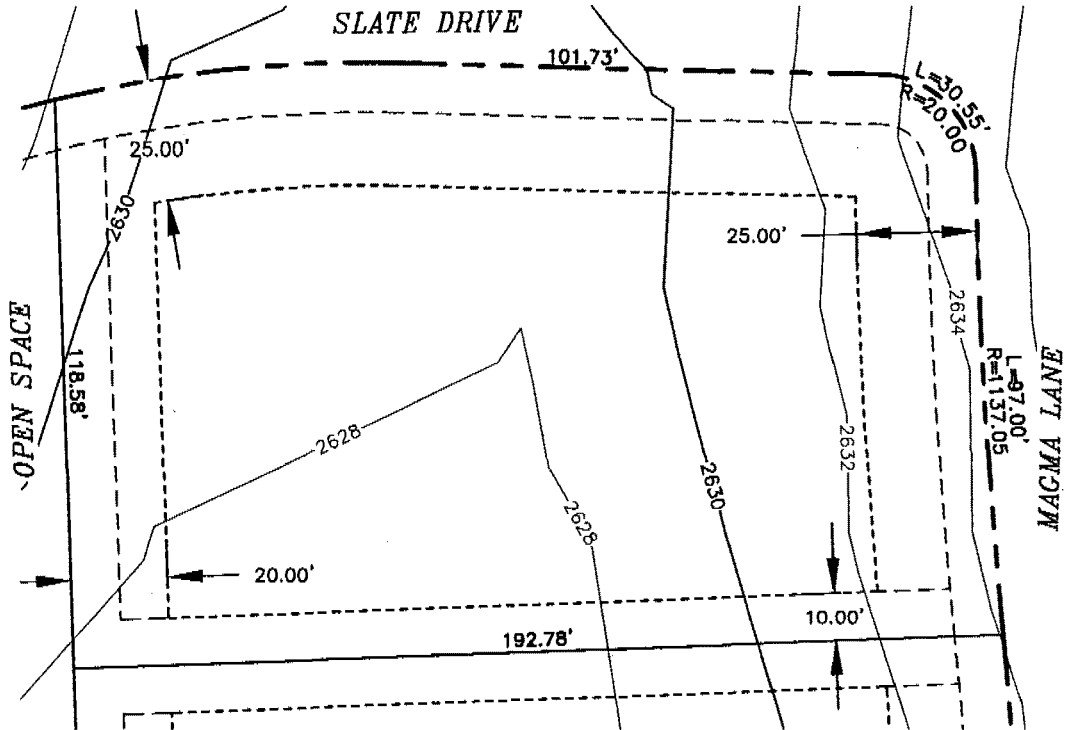 SLATE DRIVE
101.73'
L=30.55'
R=20.00
25.00'
2630
25.00'
2634
~OPEN SPACE
118.58'
L=97.00'
R=1137.05
MAGMA LANE
2628
2632
2630
2628
20.00'
10.00'
192.78'